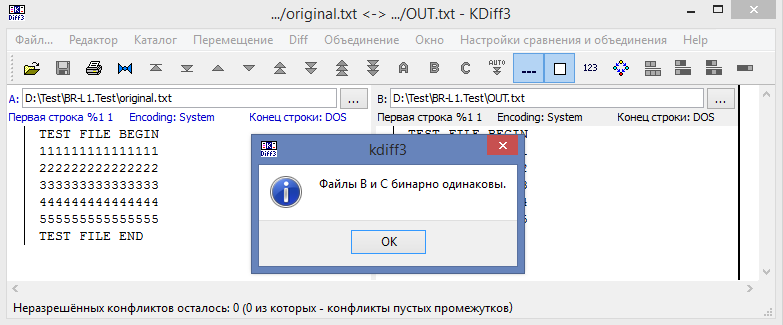 .../original.txt <-> .../OUT.txt - KDiff3
Файл... Редактор Каталог Перемещение Diff Объединение Окно Настройки сравнения и объединения Help
A B C AUTO 123
A: D:\Test\BR-L1.Test\original.txt ...
B: D:\Test\BR-L1.Test\OUT.txt ...
Первая строка %1 1 Encoding: System Конец строки: DOS
Первая строка %1 1 Encoding: System Конец строки: DOS
TEST FILE BEGIN
111111111111111
222222222222222
333333333333333
444444444444444
555555555555555
TEST FILE END
TEST FILE BEGIN
kdiff3
Файлы B и C бинарно одинаковы.
OK
Неразрешённых конфликтов осталось: 0 (0 из которых - конфликты пустых промежутков)